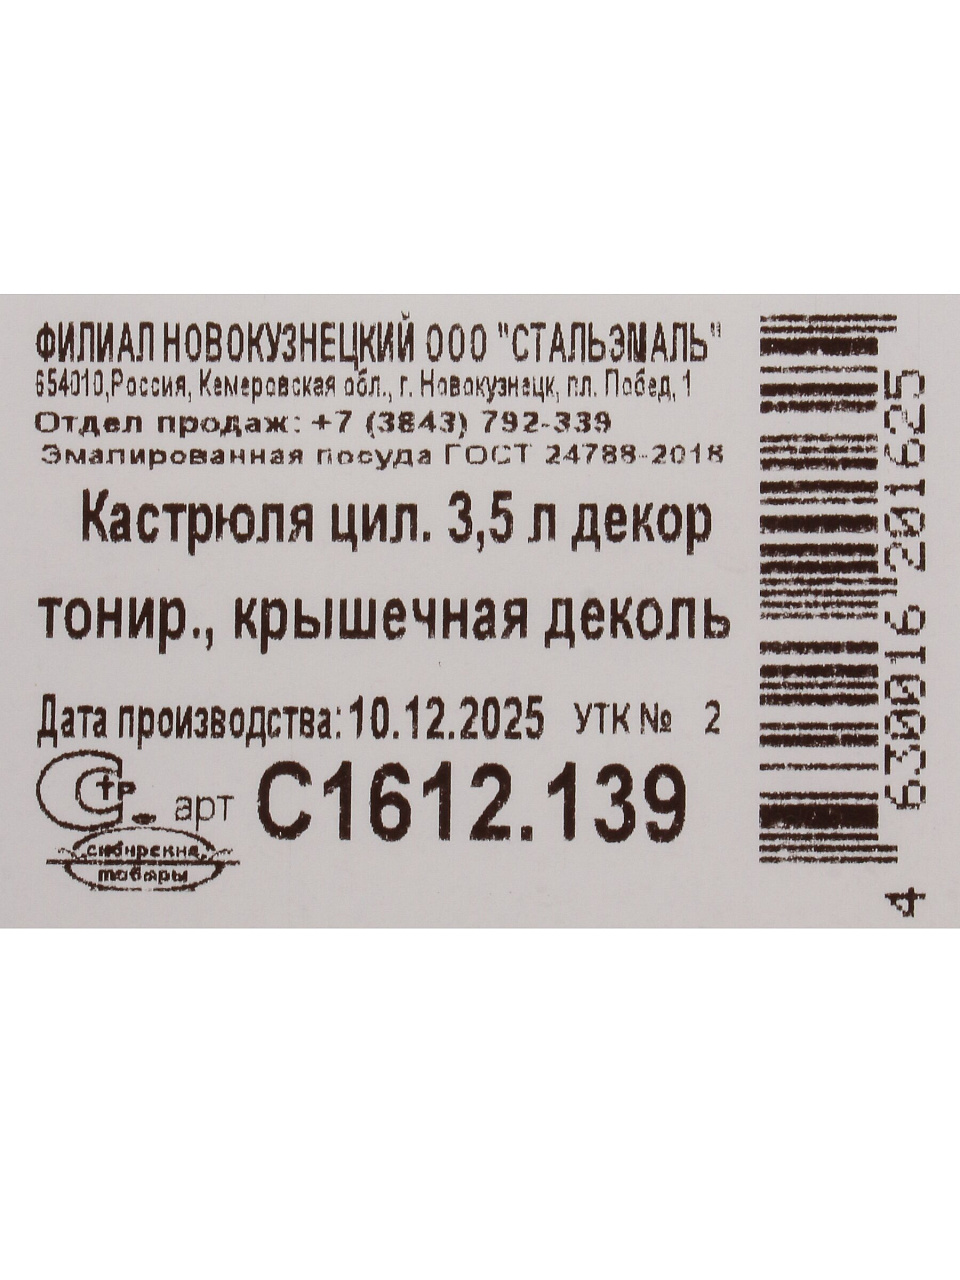 ФИЛИАЛ НОВОКУЗНЕЦКИЙ ООО "СТАЛЬЭМАЛЬ"
654010,Россия, Кемеровская обл., г. Новокузнецк, пл. Побед, 1
Отдел продаж: +7 (3843) 792-339
Эмалированная посуда ГОСТ 24788-2018
Кастрюля цил. 3,5 л декор
тонир., крышечная деколь
Дата производства: 10.12.2025 УТК № 2
Стр.
сибирские
товары
арт С1612.139
4 630016 201625